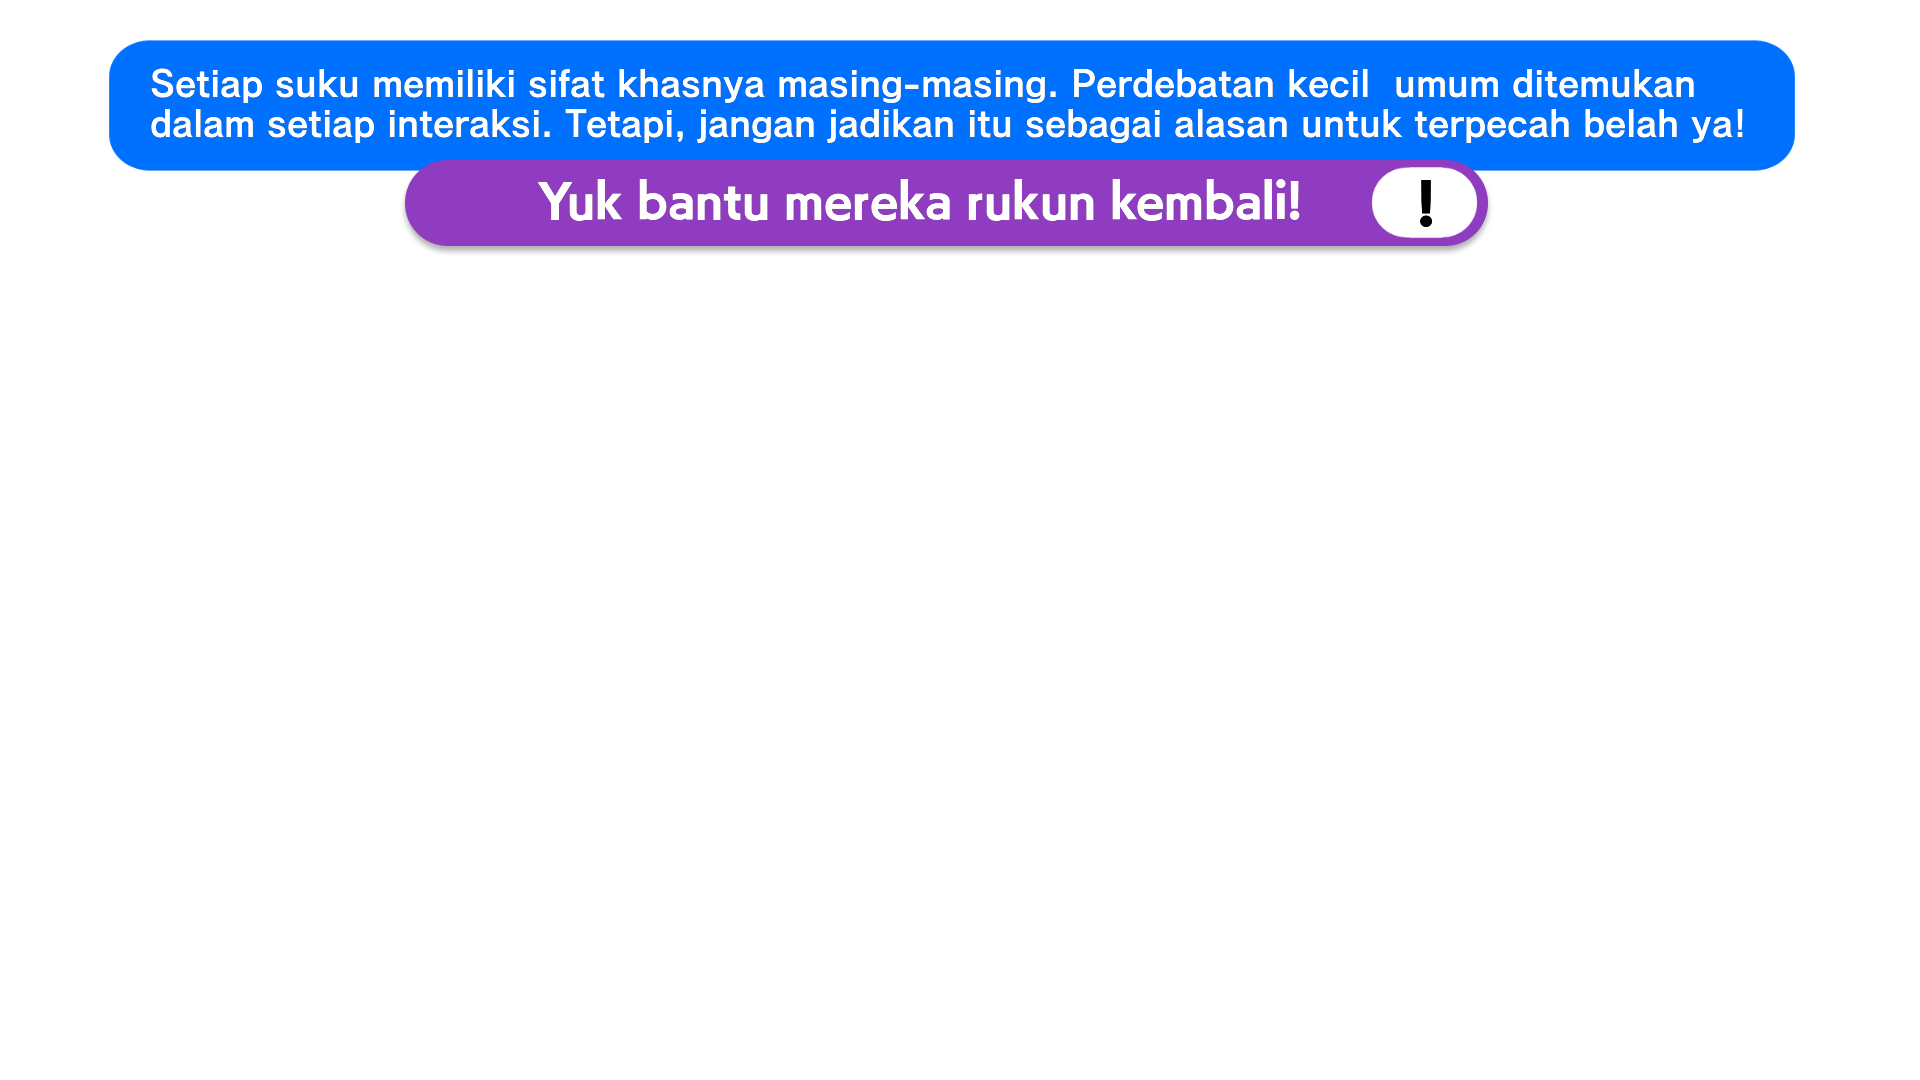 Setiap suku memiliki sifat khasnya masing-masing. Perdebatan kecil  umum ditemukan
dalam setiap interaksi. Tetapi, jangan jadikan itu sebagai alasan untuk terpecah belah ya!
Yuk bantu mereka rukun kembali! !